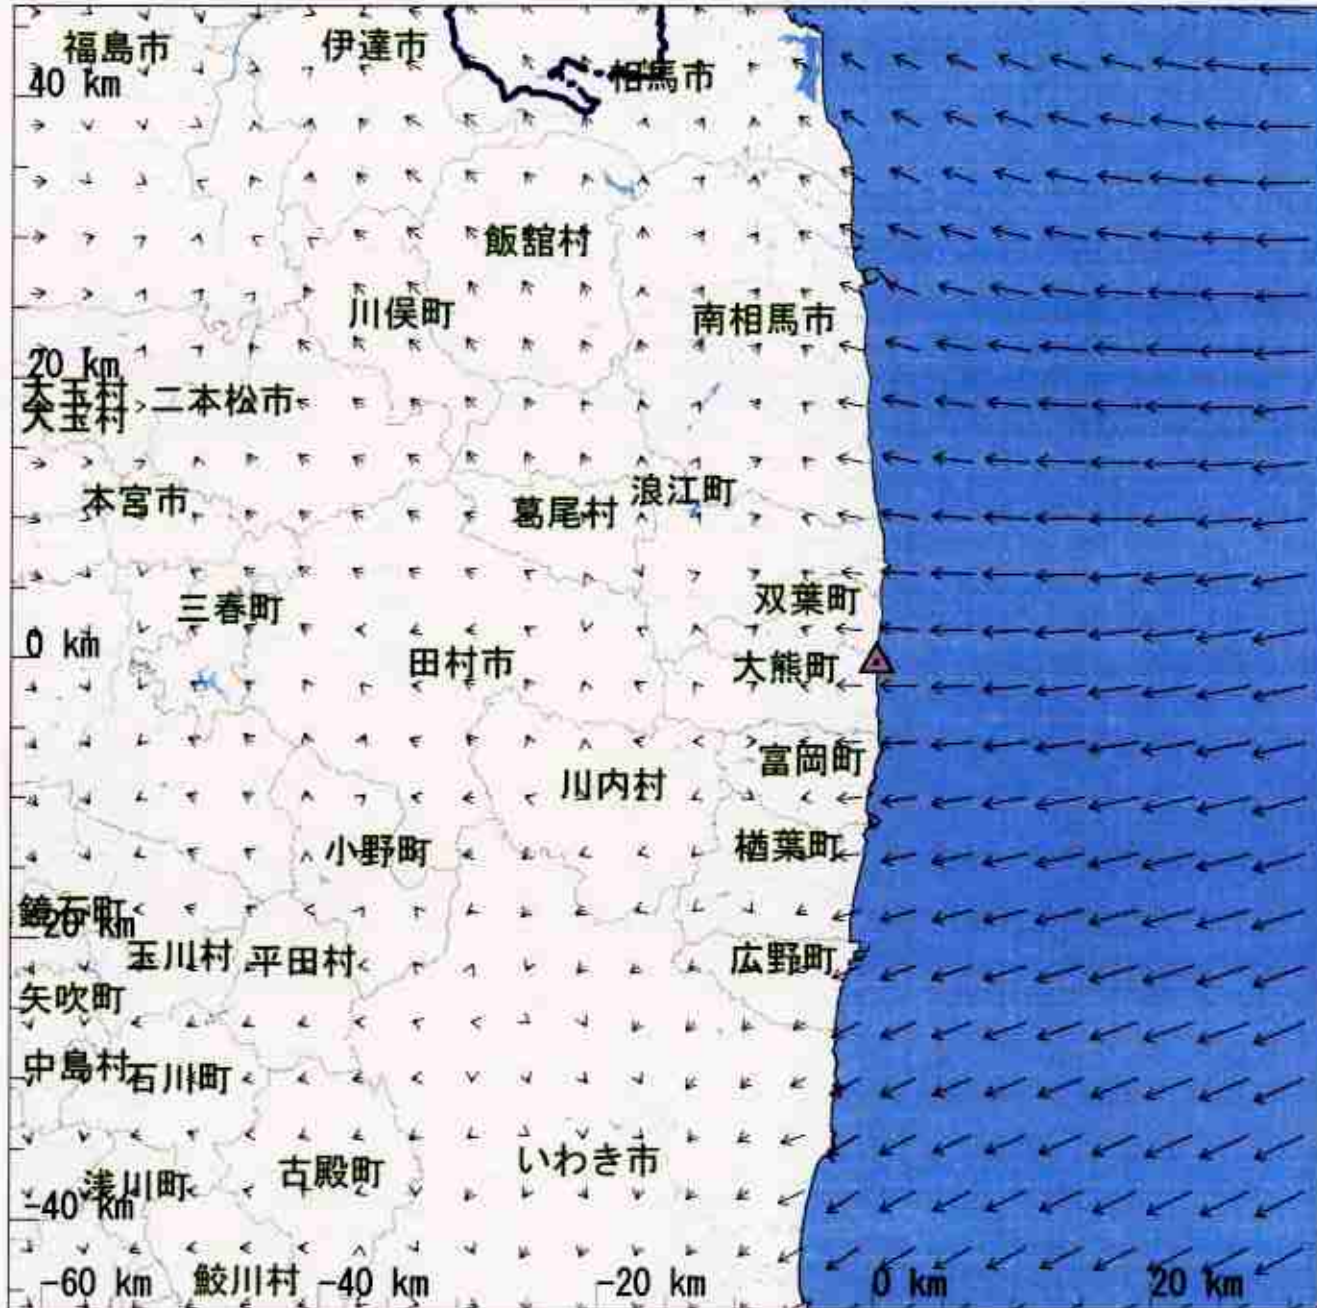 福島市 伊達市
40 km 相馬市
飯舘村
川俣町 南相馬市
20 km
大玉村 二本松市
大玉村
本宮市 葛尾村 浪江町
三春町 双葉町
0 km 田村市 大熊町
川内村 富岡町
小野町 楢葉町
鏡石町
20 km
玉川村 平田村 広野町
矢吹町
中島村 石川町
浅川町 古殿町 いわき市
-40 km
-60 km 鮫川村 -40 km -20 km 0 km 20 km